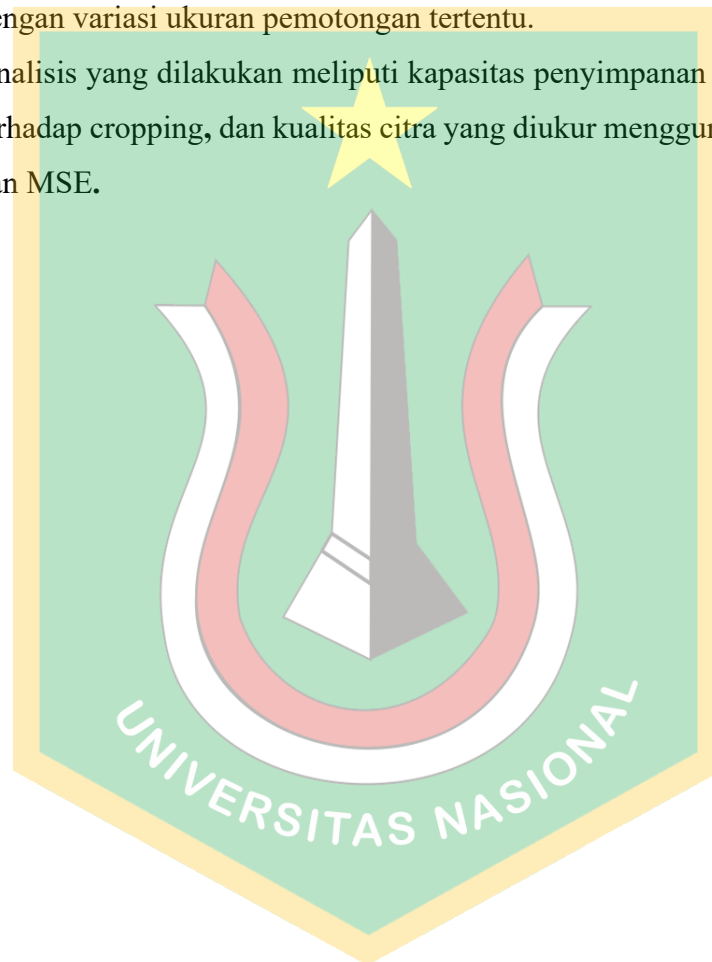 engan variasi ukuran pemotongan tertentu.
nalisis yang dilakukan meliputi kapasitas penyimpanan
rhadap cropping, dan kualitas citra yang diukur menggun
an MSE.
UNIVERSITAS NASIONAL